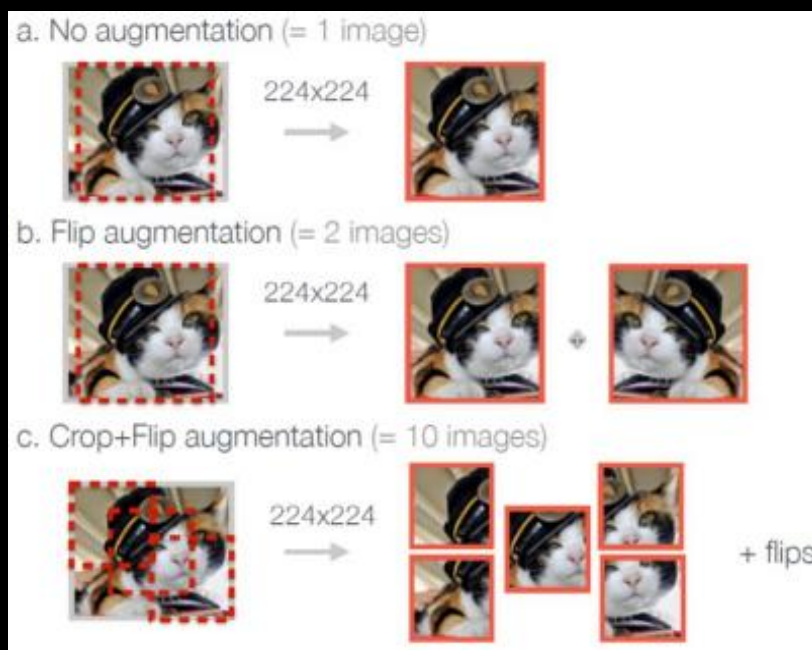 a. No augmentation (= 1 image)
224x224
b. Flip augmentation (= 2 images)
224x224
c. Crop+Flip augmentation (= 10 images)
224x224
+ flips